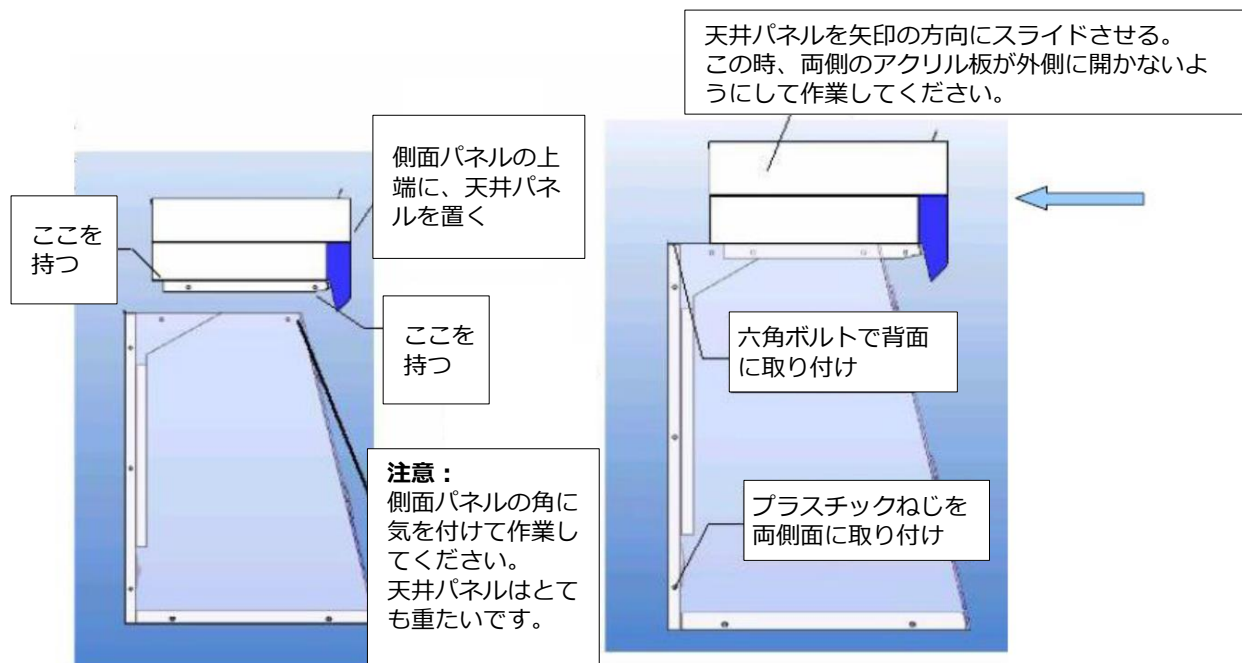 天井パネルを矢印の方向にスライドさせる。
この時、両側のアクリル板が外側に開かないよ
うにして作業してください。
側面パネルの上
端に、天井パネ
ルを置く
ここを
持つ
ここを
持つ
注意：
側面パネルの角に
気を付けて作業し
てください。
天井パネルはとて
も重たいです。
六角ボルトで背面
に取り付け
プラスチックねじを
両側面に取り付け